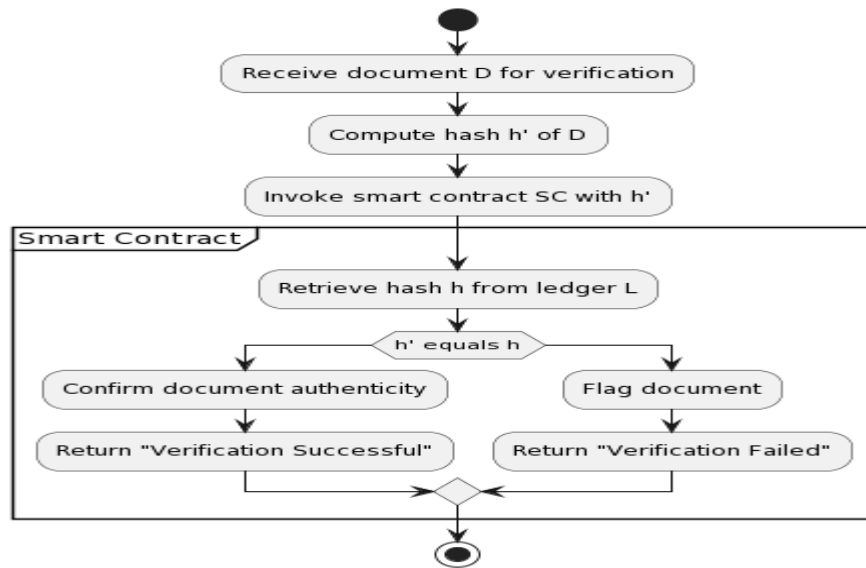 Receive document D for verification
Compute hash h' of D
Invoke smart contract SC with h'
Smart Contract
Retrieve hash h from ledger L
h' equals h
Confirm document authenticity
Flag document
Return "Verification Successful"
Return "Verification Failed"